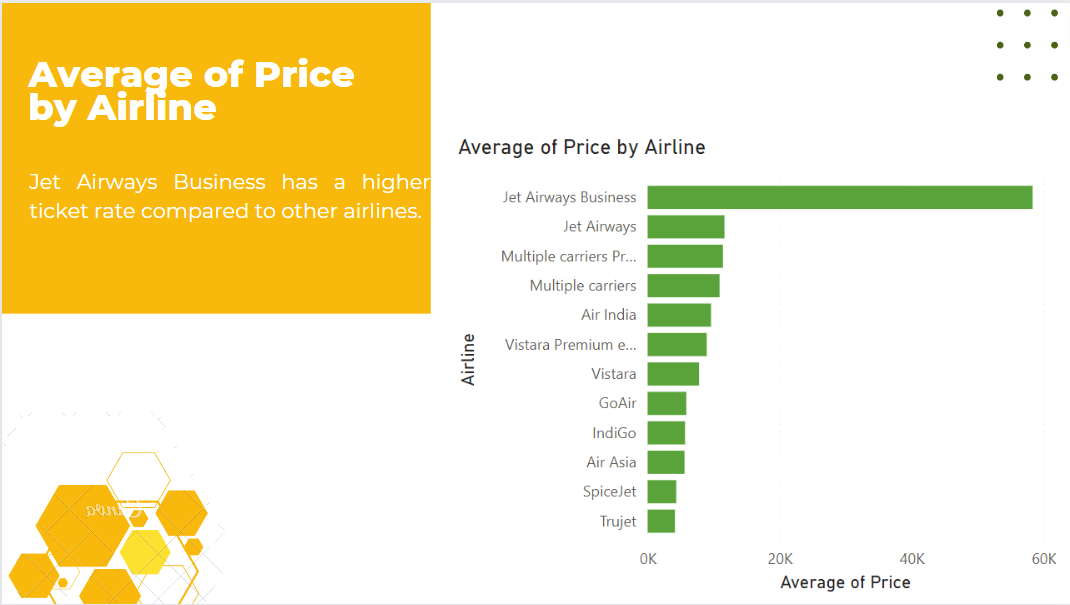 Average of Price
by Airline
Jet Airways Business has a higher
ticket rate compared to other airlines.
Average of Price by Airline
Airline
Jet Airways Business
Jet Airways
Multiple carriers Pr...
Multiple carriers
Air India
Vistara Premium e...
Vistara
GoAir
IndiGo
Air Asia
SpiceJet
Trujet
0K 20K 40K 60K
Average of Price